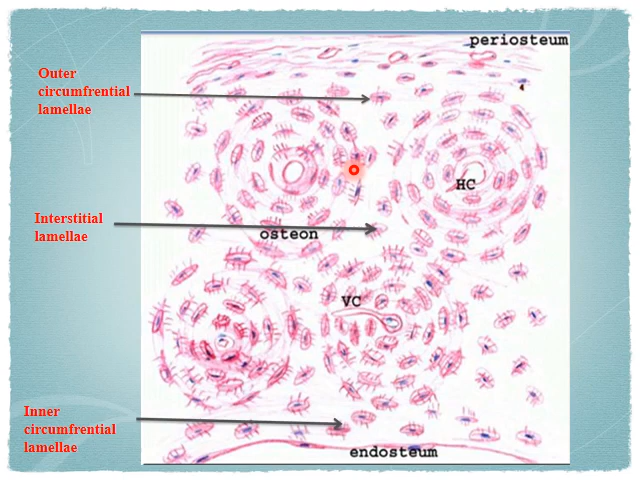 periosteum
Outer
circumfrential
lamellae
HC
Interstitial
lamellae
osteon
VC
Inner
circumfrential
lamellae
endosteum